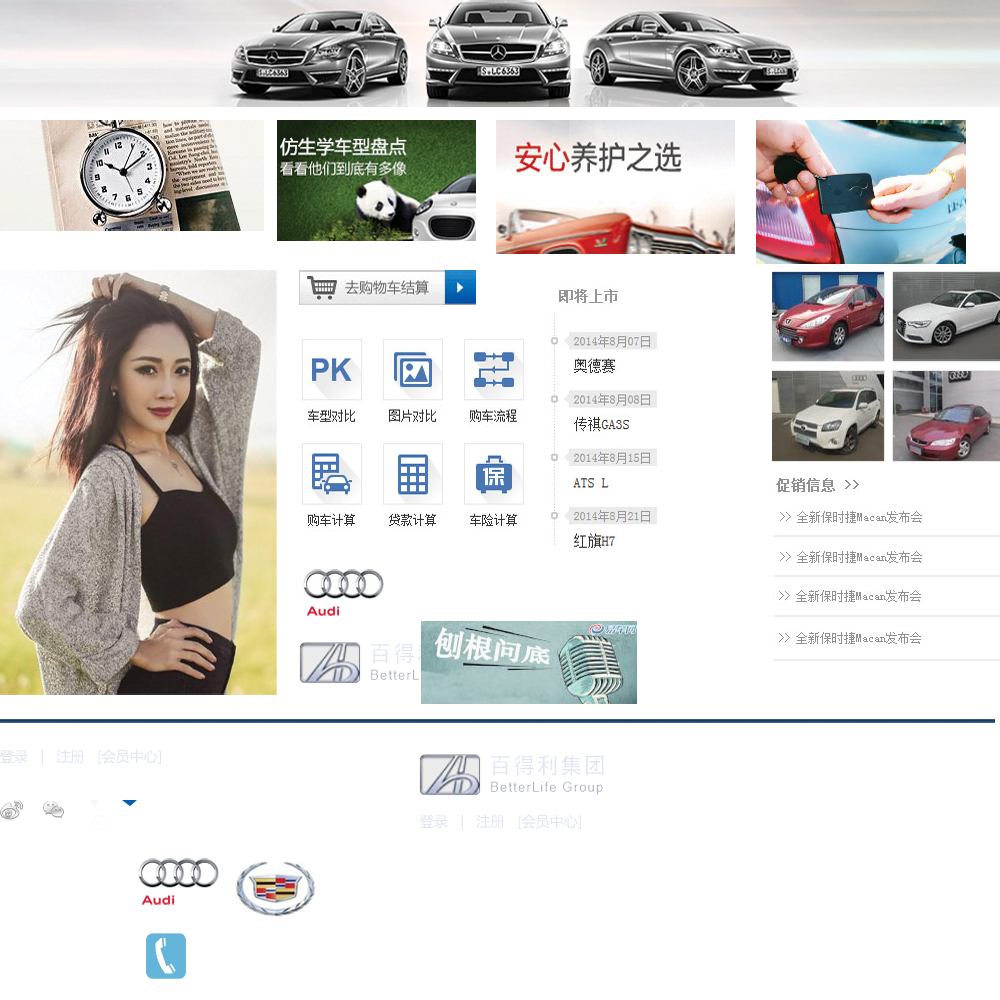 S·LC6363
S·LC6363
S·LC6363
仿生学车型盘点
看看他们到底有多像
安心养护之选
去购物车结算
即将上市
2014年8月07日
奥德赛
2014年8月08日
传祺GA3S
2014年8月15日
ATS L
2014年8月21日
红旗H7
PK
车型对比
图片对比
购车流程
保
购车计算
贷款计算
车险计算
促销信息 >>
>> 全新保时捷Macan发布会
>> 全新保时捷Macan发布会
>> 全新保时捷Macan发布会
>> 全新保时捷Macan发布会
Audi
百得
BetterL
刨根问底
易车网
登录 | 注册 [会员中心]
百得利集团
BetterLife Group
登录 | 注册 [会员中心]
Audi